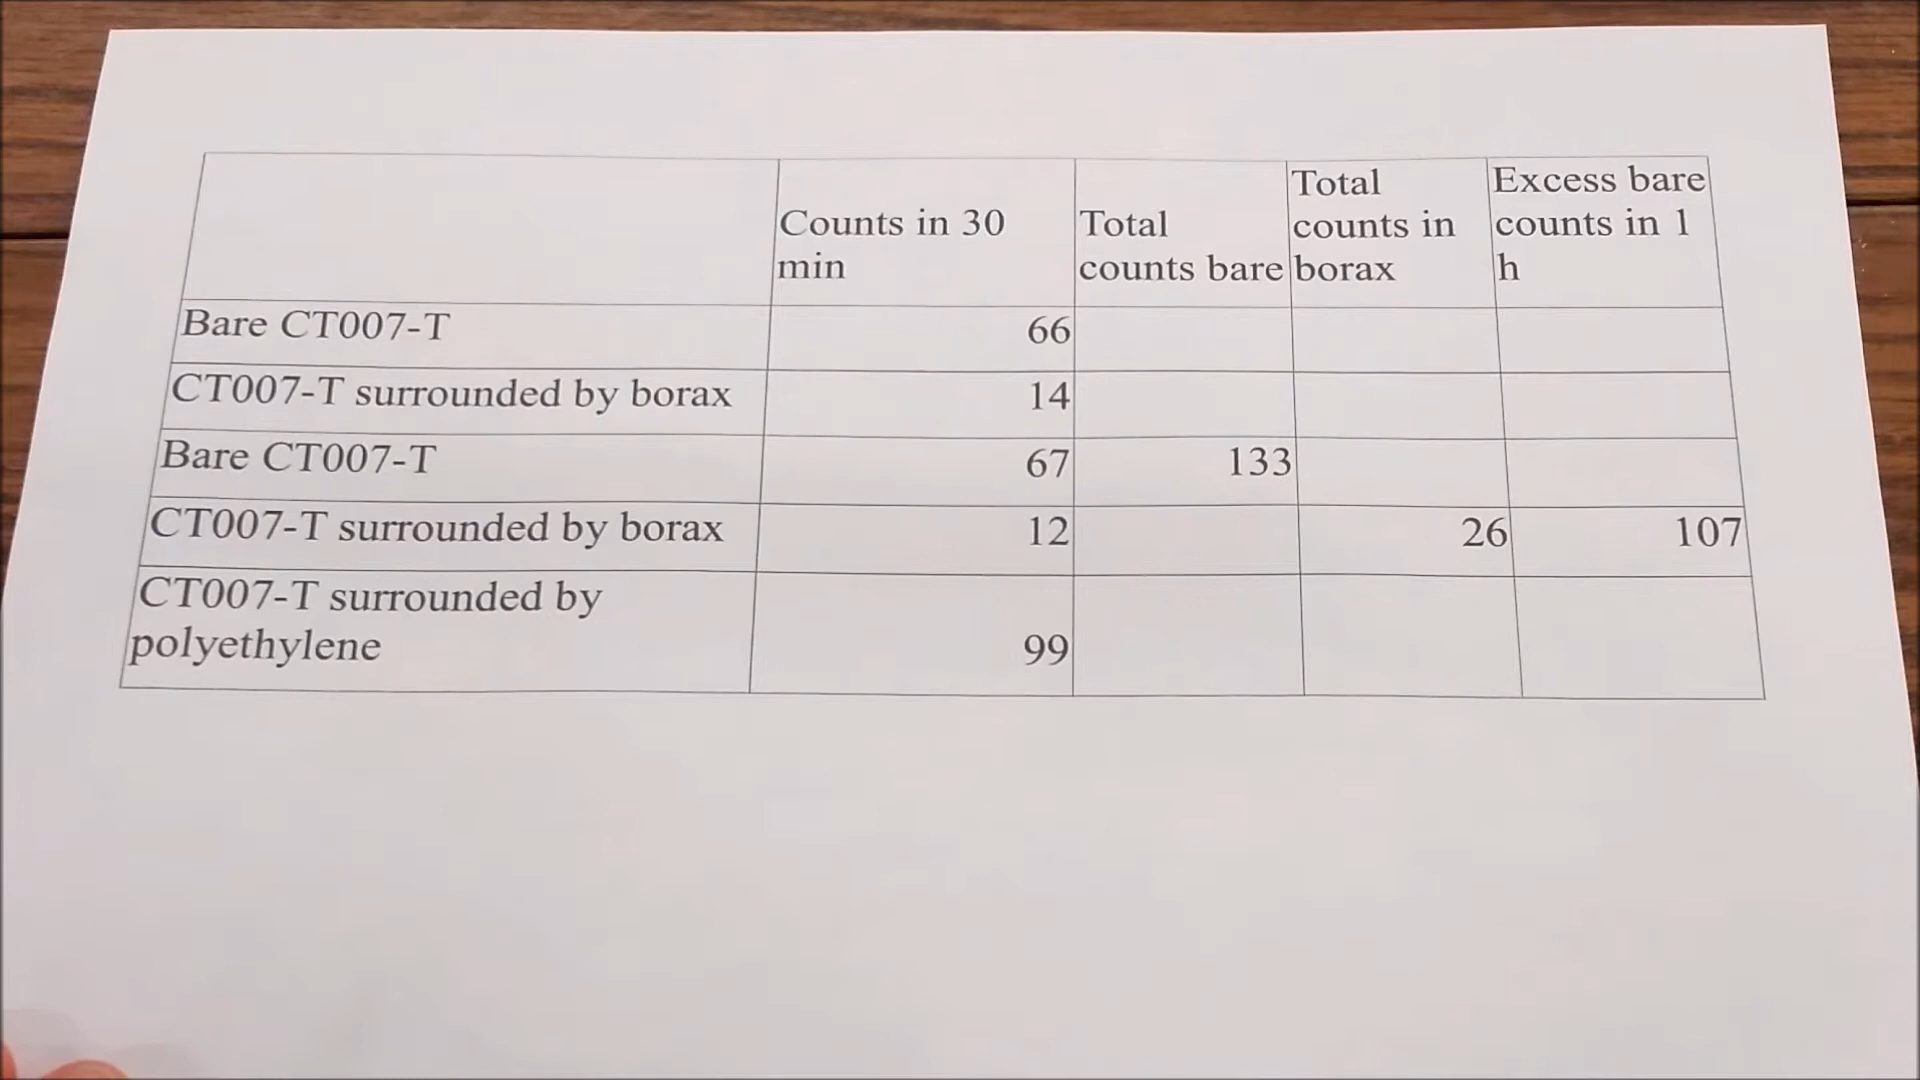 Counts in 30
min
Total
counts bare
Total
counts in
borax
Excess bare
counts in 1
h
Bare CT007-T
66
CT007-T surrounded by borax
14
Bare CT007-T
67
133
CT007-T surrounded by borax
12
26
107
CT007-T surrounded by
polyethylene
99